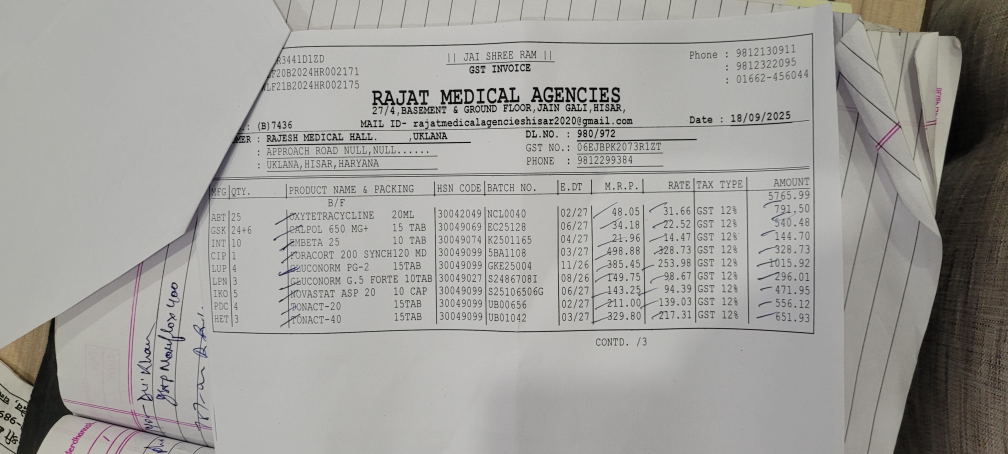 R3441D1ZD
LF20B2024HR002171
WLF21B2024HR002175
|| JAI SHREE RAM ||
GST INVOICE
Phone : 9812130911
: 9812322095
: 01662-456044
RAJAT MEDICAL AGENCIES
27/4,BASEMENT & GROUND FLOOR,JAIN GALI,HISAR,
MAIL ID- rajatmedicalagencieshisar2020@gmail.com
: (B)7436
Date : 18/09/2025
MER : RAJESH MEDICAL HALL. ,UKLANA
: APPROACH ROAD NULL,NULL......
: UKLANA,HISAR,HARYANA
DL.NO. : 980/972
GST NO.: 06EJBPK2073R1ZT
PHONE : 9812299384
MFG QTY. PRODUCT NAME & PACKING HSN CODE BATCH NO. E.DT M.R.P. RATE TAX TYPE AMOUNT
B/F 5765.99
ABT 25 OXYTETRACYCLINE 20ML 30042049 NCL0040 02/27 48.05 31.66 GST 12% 791.50
GSK 24+6 CALPOL 650 MG+ 15 TAB 30049069 EC25128 06/27 34.18 22.52 GST 12% 540.48
INT 10 EMBETA 25 10 TAB 30049074 K2501165 04/27 21.96 14.47 GST 12% 144.70
CIP 1 FORACORT 200 SYNCH120 MD 30049099 5BA1108 03/27 498.88 328.73 GST 12% 328.73
LUP 4 GLUCONORM PG-2 15TAB 30049099 GKE25004 11/26 385.45 253.98 GST 12% 1015.92
LPN 3 GLUCONORM G.5 FORTE 10TAB 30049027 S2486708I 08/26 149.75 98.67 GST 12% 296.01
IKO 5 NOVASTAT ASP 20 10 CAP 30049099 S25106506G 06/27 143.25 94.39 GST 12% 471.95
PDC 4 TONACT-20 15TAB 30049099 UB00656 02/27 211.00 139.03 GST 12% 556.12
HET 3 TONACT-40 15TAB 30049099 UB01042 03/27 329.80 217.31 GST 12% 651.93
CONTD. /3